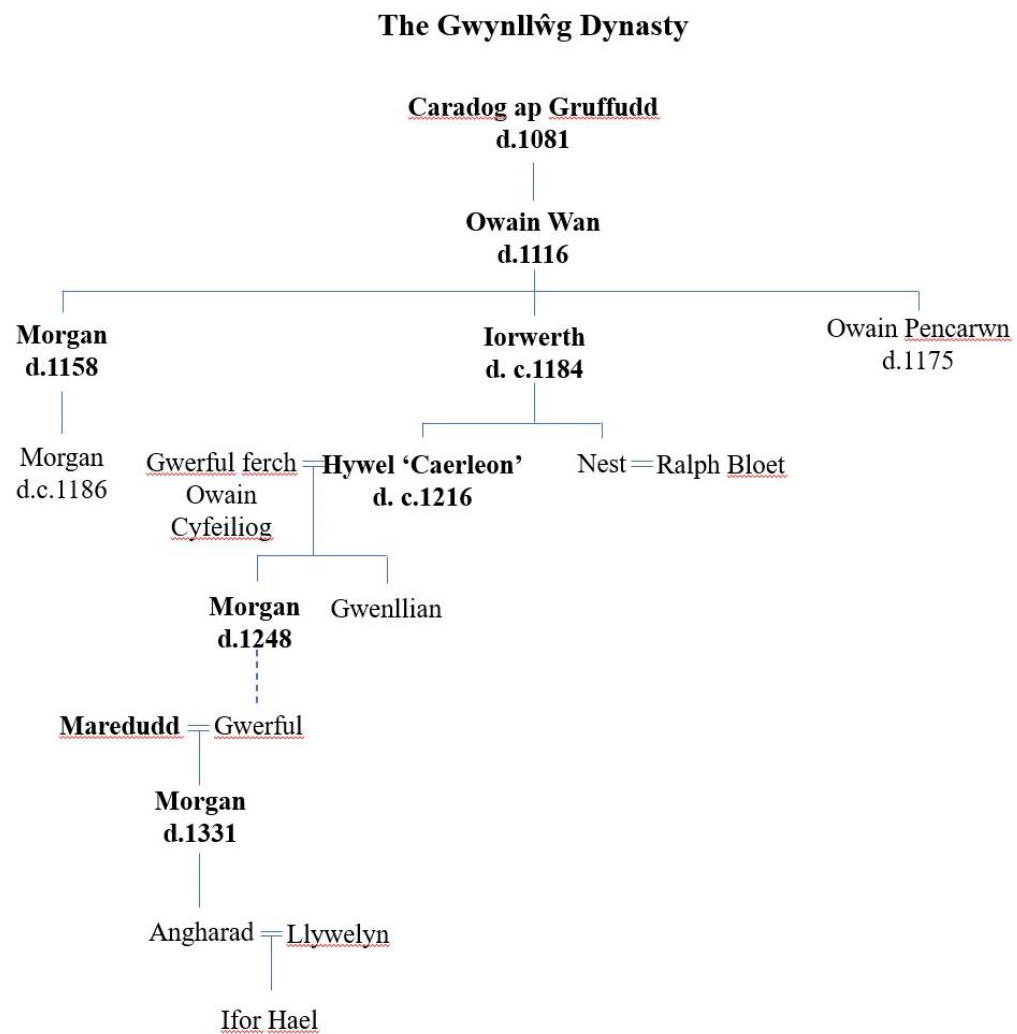 The Gwynllŵg Dynasty
Caradog ap Gruffudd
d.1081
Owain Wan
d.1116
Morgan
d.1158
Iorwerth
d. c.1184
Owain Pencarwn
d.1175
Morgan
d.c.1186
Gwerful ferch
Owain
Cyfeiliog
Hywel ‘Caerleon’
d. c.1216
Nest
Ralph Bloet
Morgan
d.1248
Gwenllian
Maredudd
Gwerful
Morgan
d.1331
Angharad
Llywelyn
Ifor Hael